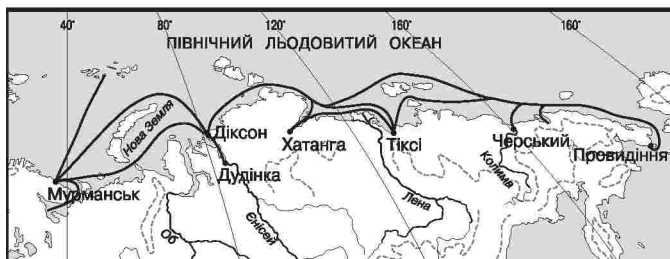 40°
80°
120°
160°
160°
ПІВНІЧНИЙ ЛЬОДОВИТИЙ ОКЕАН
Нова Земля
Діксон
Хатанга
Тіксі
Черський
Провидіння
Дудінка
Колима
Мурманськ
Лена
Об
Єнісей